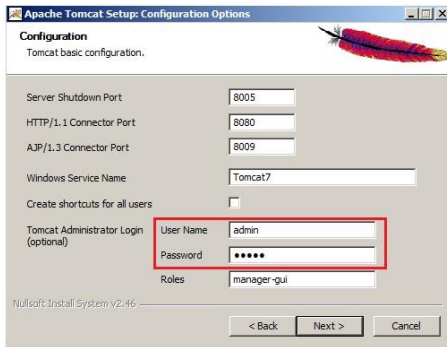 Apache Tomcat Setup: Configuration Options
Configuration
Tomcat basic configuration.
Server Shutdown Port 8005
HTTP/1.1 Connector Port 8080
AJP/1.3 Connector Port 8009
Windows Service Name Tomcat7
Create shortcuts for all users
Tomcat Administrator Login User Name admin
(optional)
Password •••••
Roles manager-gui
Nullsoft Install System v2.46
< Back Next > Cancel